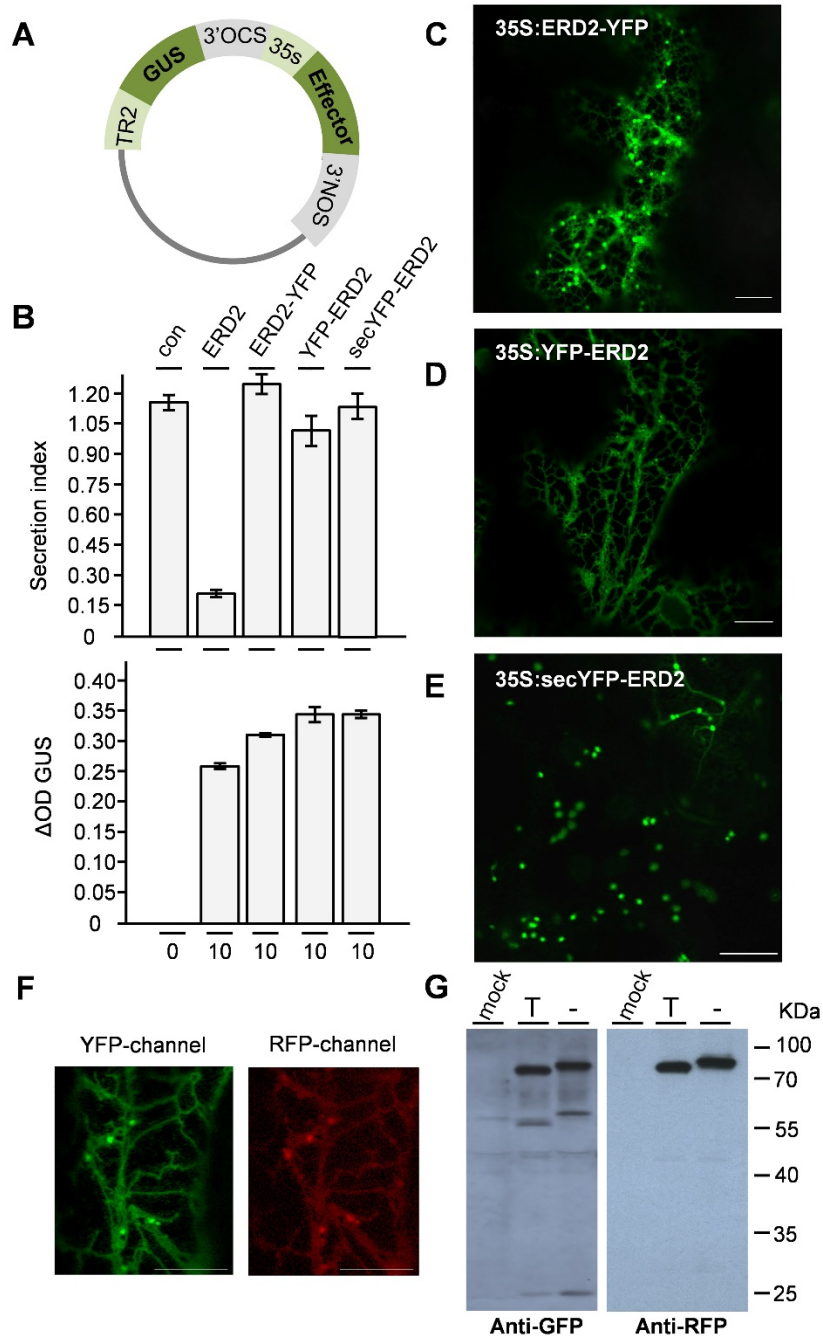 A
TR2
GUS
3'OCS
35s
Effector
3'NOS
B
con
ERD2
ERD2-YFP
YFP-ERD2
secYFP-ERD2
Secretion index
1.20
1.05
0.90
0.75
0.60
0.45
0.30
0.15
0
ΔOD GUS
0.40
0.35
0.30
0.25
0.20
0.15
0.10
0.05
0
0 10 10 10 10
C
35S:ERD2-YFP
D
35S:YFP-ERD2
E
35S:secYFP-ERD2
F
YFP-channel RFP-channel
G
mock T - mock T - KDa
100
70
55
40
35
25
Anti-GFP Anti-RFP